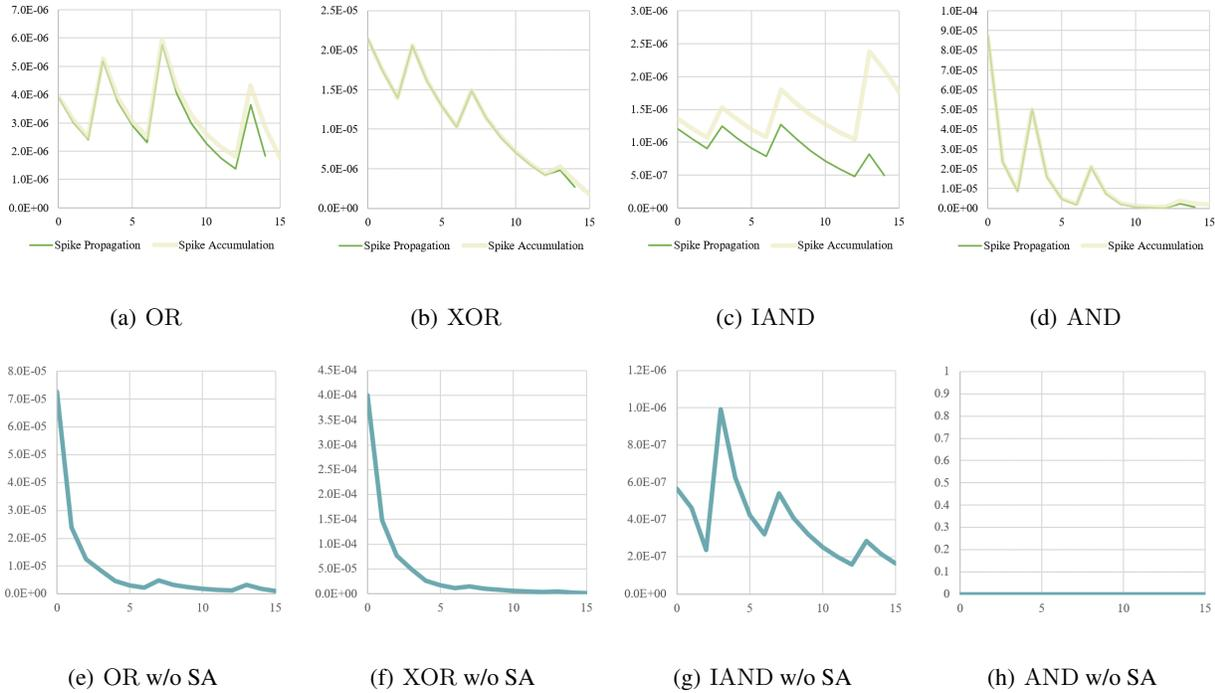 7.0E-06
6.0E-06
5.0E-06
4.0E-06
3.0E-06
2.0E-06
1.0E-06
0.0E+00
0 5 10 15
Spike Propagation Spike Accumulation
(a) OR
2.5E-05
2.0E-05
1.5E-05
1.0E-05
5.0E-06
0.0E+00
0 5 10 15
Spike Propagation Spike Accumulation
(b) XOR
3.0E-06
2.5E-06
2.0E-06
1.5E-06
1.0E-06
5.0E-07
0.0E+00
0 5 10 15
Spike Propagation Spike Accumulation
(c) IAND
1.0E-04
9.0E-05
8.0E-05
7.0E-05
6.0E-05
5.0E-05
4.0E-05
3.0E-05
2.0E-05
1.0E-05
0.0E+00
0 5 10 15
Spike Propagation Spike Accumulation
(d) AND
8.0E-05
7.0E-05
6.0E-05
5.0E-05
4.0E-05
3.0E-05
2.0E-05
1.0E-05
0.0E+00
0 5 10 15
(e) OR w/o SA
4.5E-04
4.0E-04
3.5E-04
3.0E-04
2.5E-04
2.0E-04
1.5E-04
1.0E-04
5.0E-05
0.0E+00
0 5 10 15
(f) XOR w/o SA
1.2E-06
1.0E-06
8.0E-07
6.0E-07
4.0E-07
2.0E-07
0.0E+00
0 5 10 15
(g) IAND w/o SA
1
0.9
0.8
0.7
0.6
0.5
0.4
0.3
0.2
0.1
0
0 5 10 15
(h) AND w/o SA